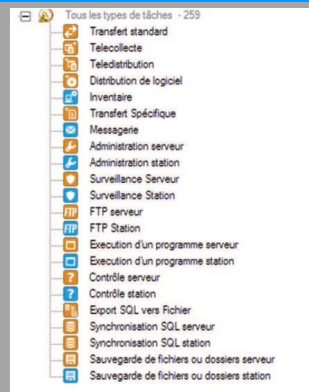 Tous les types de tâches - 259
Transfert standard
Telecollecte
Teledistribution
Distribution de logiciel
Inventaire
Transfert Spécifique
Messagerie
Administration serveur
Administration station
Surveillance Serveur
Surveillance Station
FTP FTP serveur
FTP FTP Station
Execution d'un programme serveur
Execution d'un programme station
? Contrôle serveur
? Contrôle station
Export SQL vers Fichier
Synchronisation SQL serveur
Synchronisation SQL station
Sauvegarde de fichiers ou dossiers serveur
Sauvegarde de fichiers ou dossiers station